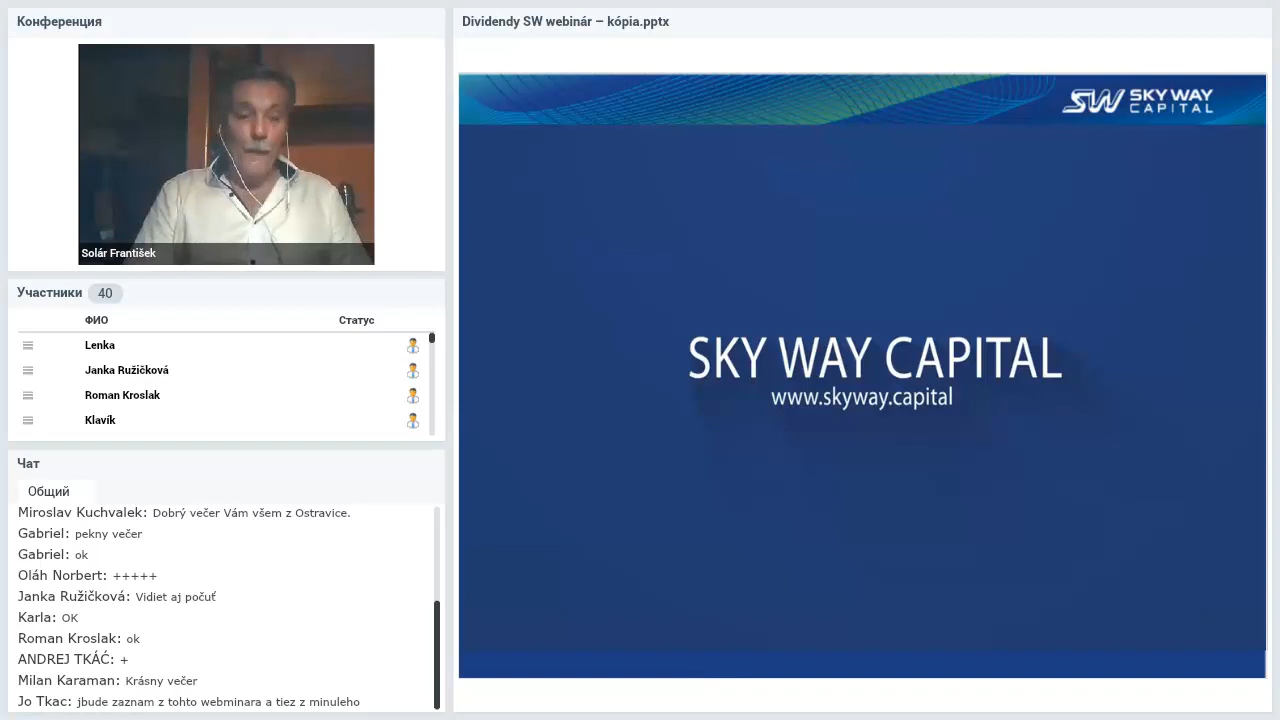 Конференция
Solár František
Участники 40
ФИО Статус
Lenka
Janka Ružičková
Roman Kroslak
Klavík
Чат
Общий
Miroslav Kuchvalek: Dobrý večer Vám všem z Ostravice.
Gabriel: pekny večer
Gabriel: ok
Oláh Norbert: +++++
Janka Ružičková: Vidiet aj počuť
Karla: OK
Roman Kroslak: ok
ANDREJ TKÁĆ: +
Milan Karaman: Krásny večer
Jo Tkac: jbude zaznam z tohto webminara a tiez z minuleho
Dividendy SW webinár – kópia.pptx
SW SKY WAY
CAPITAL
SKY WAY CAPITAL
www.skyway.capital